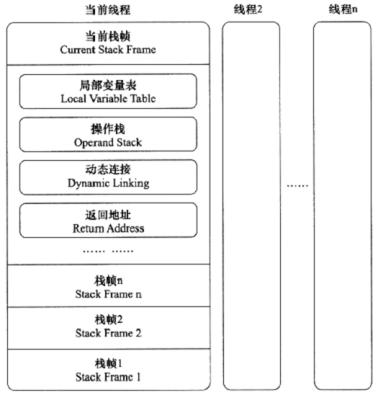 当前线程
线程2
线程n
当前栈帧
Current Stack Frame
局部变量表
Local Variable Table
操作栈
Operand Stack
动态连接
Dynamic Linking
返回地址
Return Address
…… ……
……
栈帧n
Stack Frame n
栈帧2
Stack Frame 2
栈帧1
Stack Frame 1